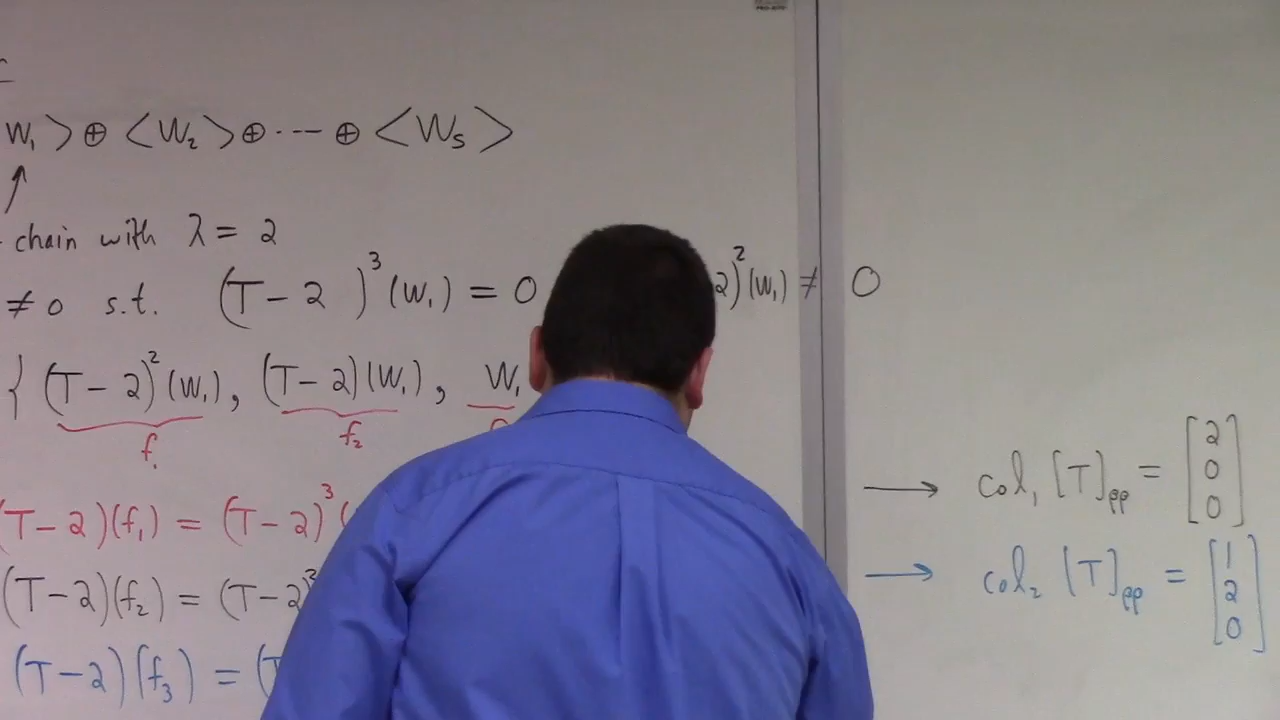 W₁ > ⊕ <W₂> ⊕ ··· ⊕ <Wₛ>
↑
chain with λ = 2
≠ 0 s.t. (T - 2 )³(W₁) = 0 2)²(W₁) ≠ 0
{ (T - 2)²(W₁), (T - 2)(W₁), W₁
f₁ f₂
→ col₁ [T]ββ = [2 0 0]
(T - 2)(f₁) = (T - 2)³(
→ col₂ [T]ββ = [1 2 0]
(T - 2)(f₂) = (T - 2)
(T - 2)(f₃) = (T